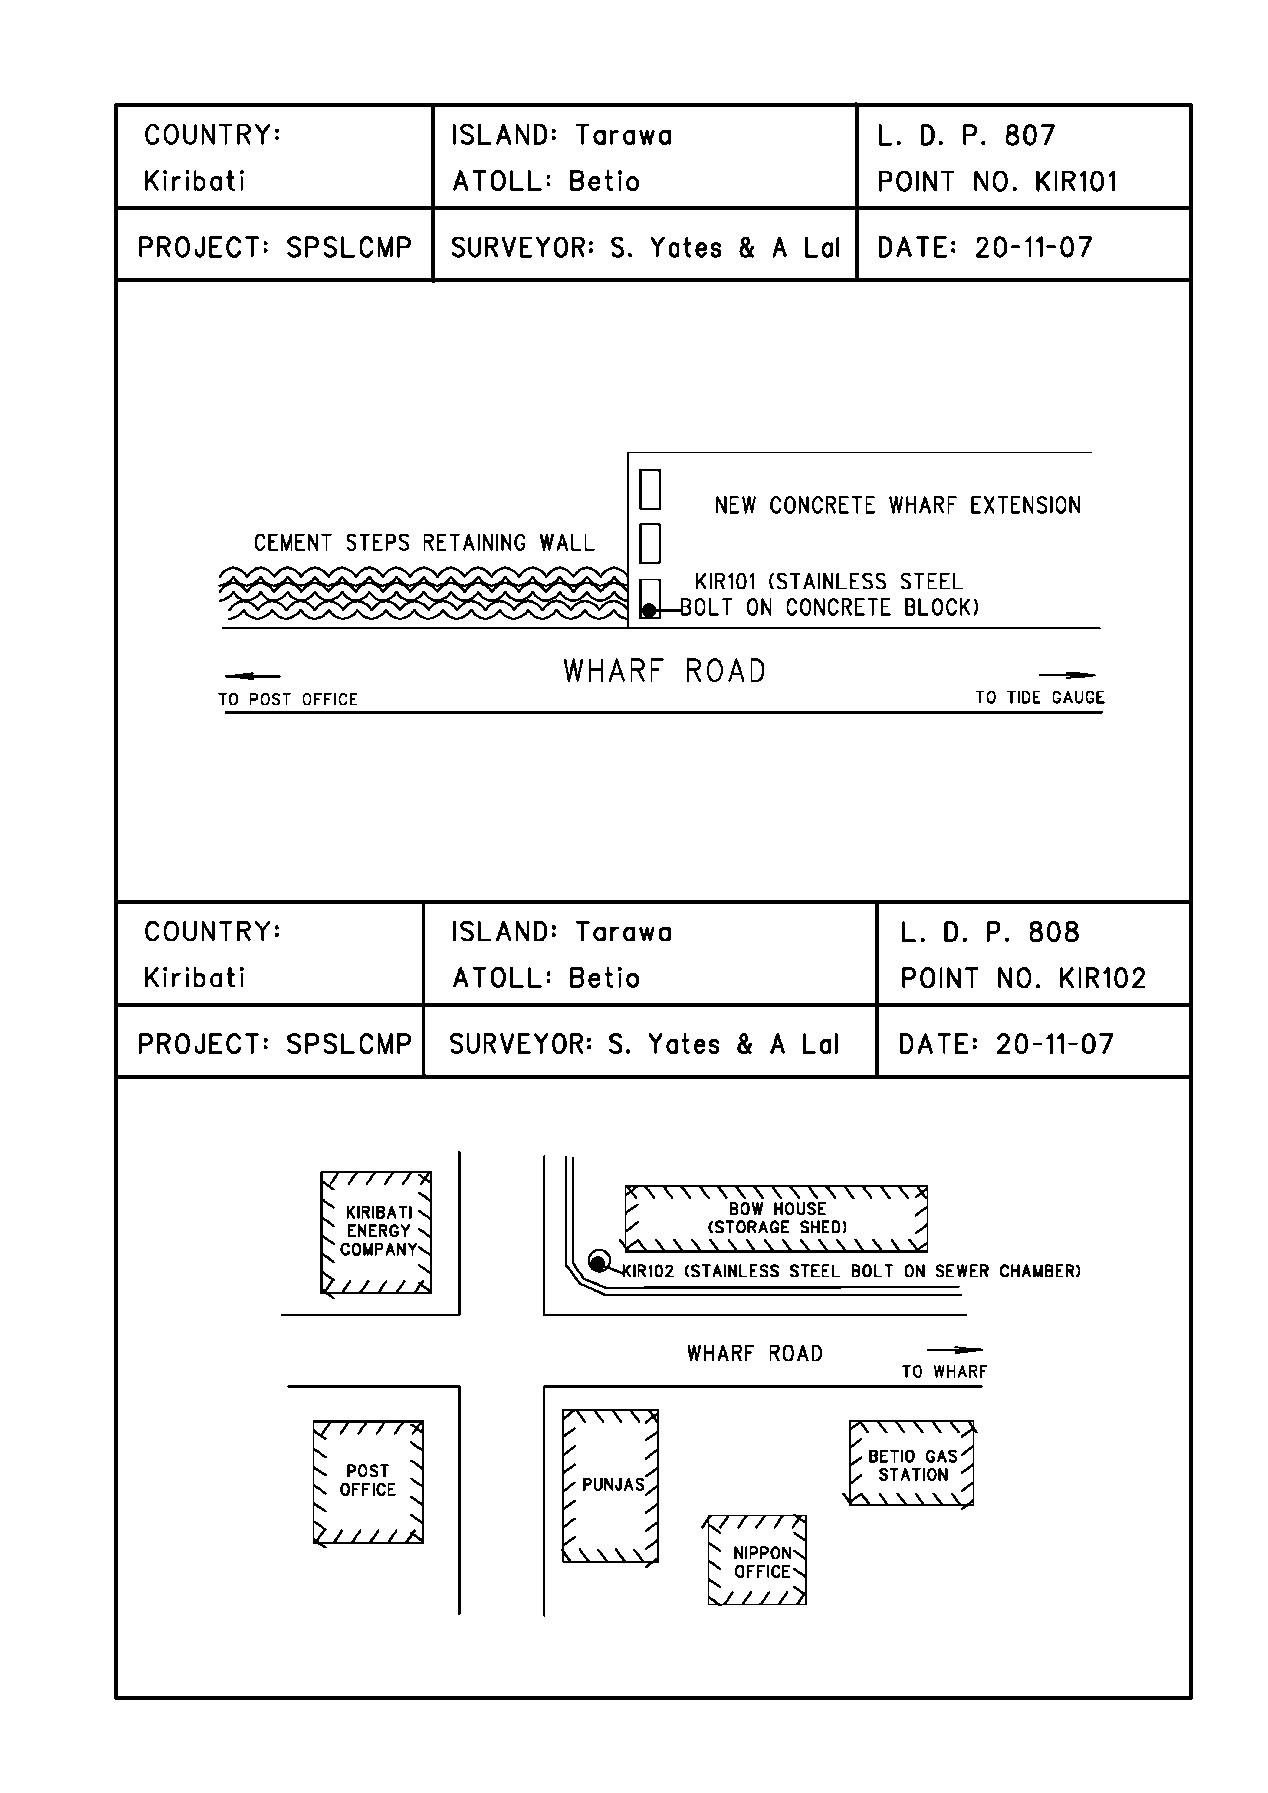 COUNTRY:
Kiribati
ISLAND: Tarawa
ATOLL: Betio
L. D. P. 807
POINT NO. KIR101
PROJECT: SPSLCMP
SURVEYOR: S. Yates & A Lal
DATE: 20-11-07
NEW CONCRETE WHARF EXTENSION
CEMENT STEPS RETAINING WALL
KIR101 (STAINLESS STEEL
BOLT ON CONCRETE BLOCK)
WHARF ROAD
TO POST OFFICE
TO TIDE GAUGE
COUNTRY:
Kiribati
ISLAND: Tarawa
ATOLL: Betio
L. D. P. 808
POINT NO. KIR102
PROJECT: SPSLCMP
SURVEYOR: S. Yates & A Lal
DATE: 20-11-07
KIRIBATI
ENERGY
COMPANY
BOW HOUSE
(STORAGE SHED)
KIR102 (STAINLESS STEEL BOLT ON SEWER CHAMBER)
WHARF ROAD
TO WHARF
POST
OFFICE
PUNJAS
BETIO GAS
STATION
NIPPON
OFFICE